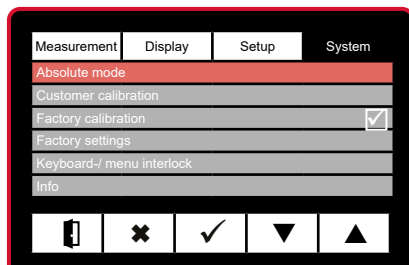 Measurement Display Setup System
Absolute mode
Customer calibration
Factory calibration
Factory settings
Keyboard-/ menu interlock
Info